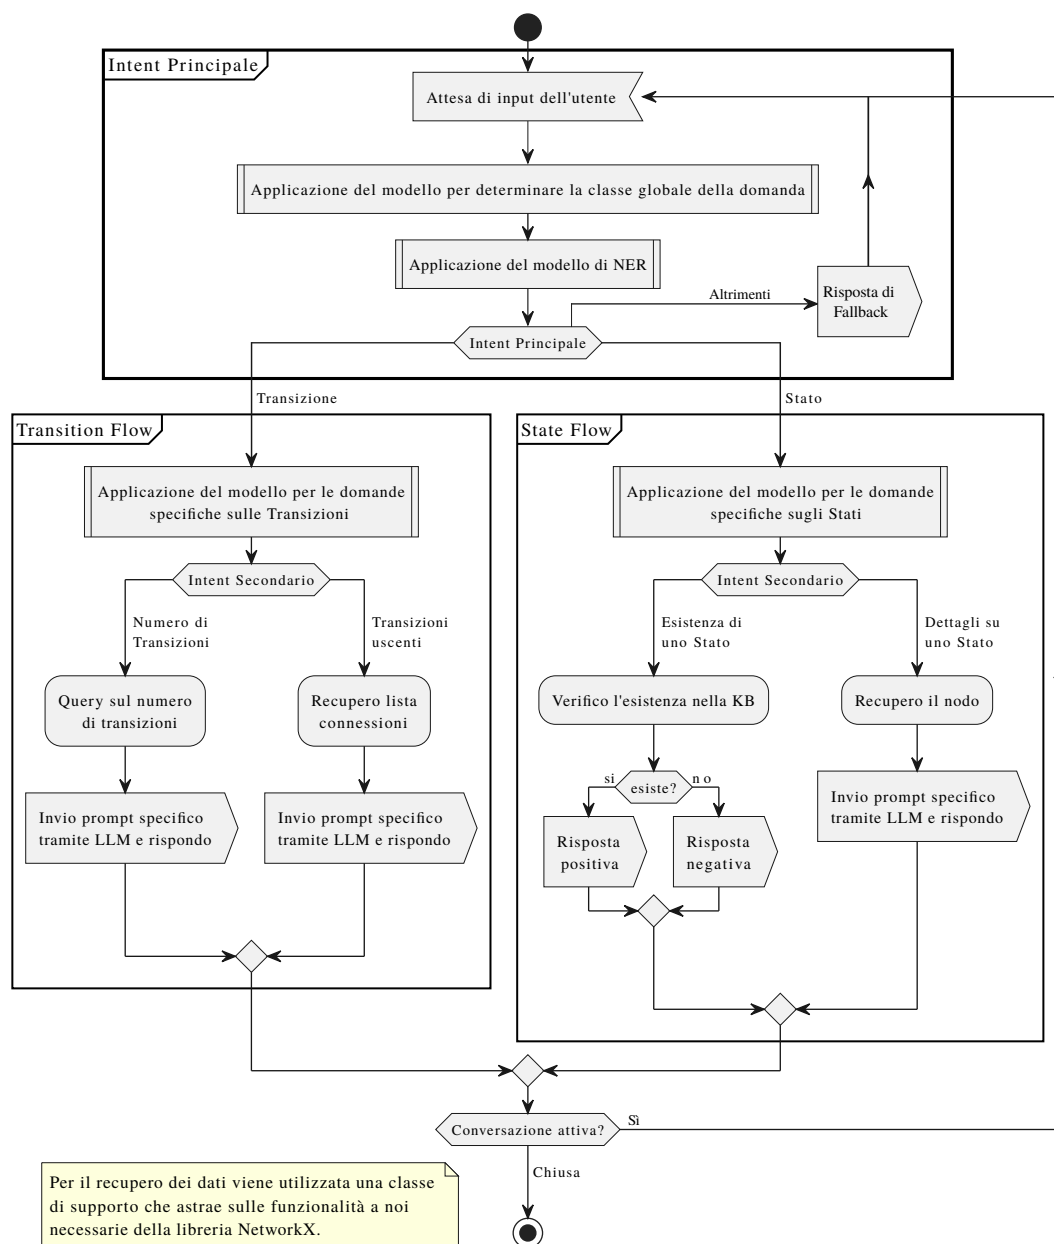 Intent Principale
Attesa di input dell'utente
Applicazione del modello per determinare la classe globale della domanda
Applicazione del modello di NER
Altrimenti
Risposta di
Fallback
Intent Principale
Transizione
Stato
Transition Flow
Applicazione del modello per le domande
specifiche sulle Transizioni
Intent Secondario
Numero di
Transizioni
Transizioni
uscenti
Query sul numero
di transizioni
Recupero lista
connessioni
Invio prompt specifico
tramite LLM e rispondo
Invio prompt specifico
tramite LLM e rispondo
State Flow
Applicazione del modello per le domande
specifiche sugli Stati
Intent Secondario
Esistenza di
uno Stato
Dettagli su
uno Stato
Verifico l'esistenza nella KB
Recupero il nodo
si
esiste?
no
Risposta
positiva
Risposta
negativa
Invio prompt specifico
tramite LLM e rispondo
Conversazione attiva?
Sì
Chiusa
Per il recupero dei dati viene utilizzata una classe
di supporto che astrae sulle funzionalità a noi
necessarie della libreria NetworkX.